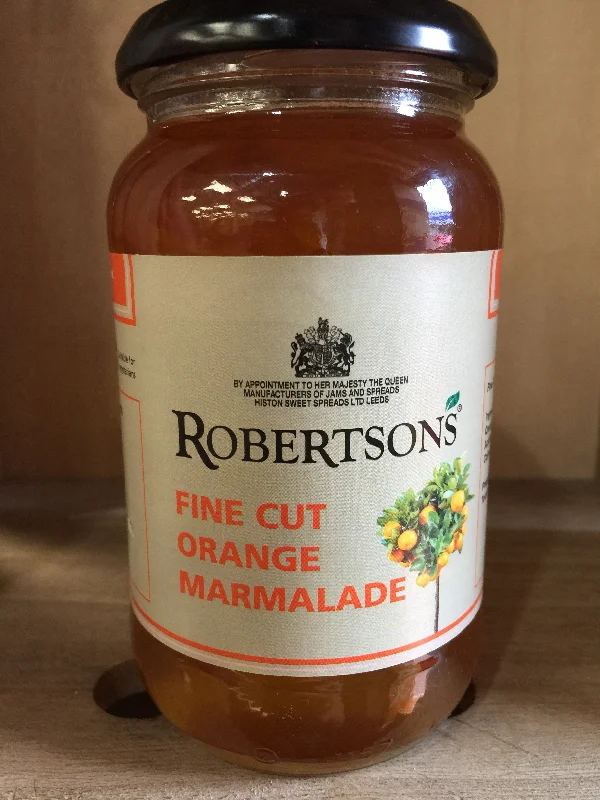 BY APPOINTMENT TO HER MAJESTY THE QUEEN
MANUFACTURERS OF JAMS AND SPREADS
HISTON SWEET SPREADS LTD LEEDS
ROBERTSON'S®
FINE CUT
ORANGE
MARMALADE